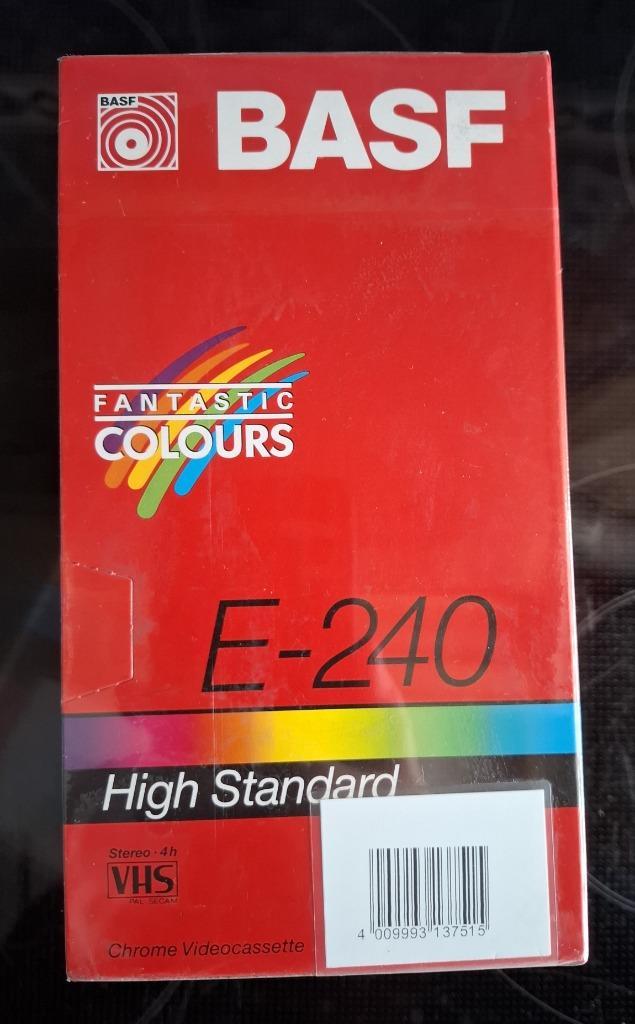 BASF
BASF
FANTASTIC
COLOURS
E-240
High Standard
Stereo · 4h
VHS
PAL SECAM
Chrome Videocassette
4 009993 137515